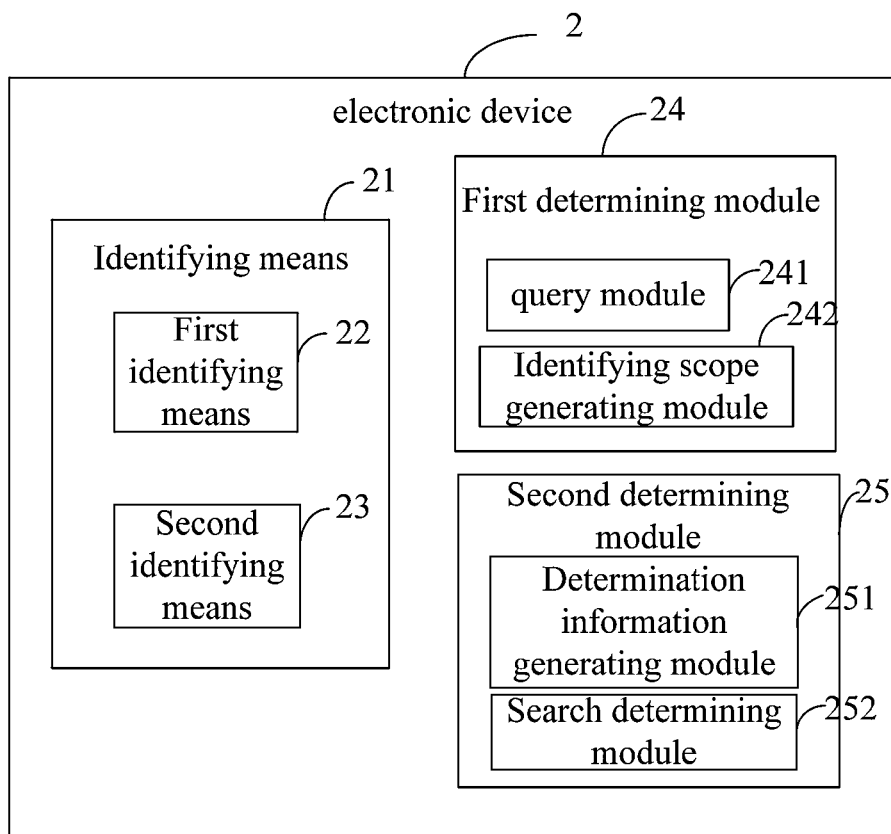 2
electronic device
21
Identifying means
First
identifying
means
22
Second
identifying
means
23
24
First determining module
query module
241
242
Identifying scope
generating module
Second determining
module
25
Determination
information
generating module
251
Search determining
module
252